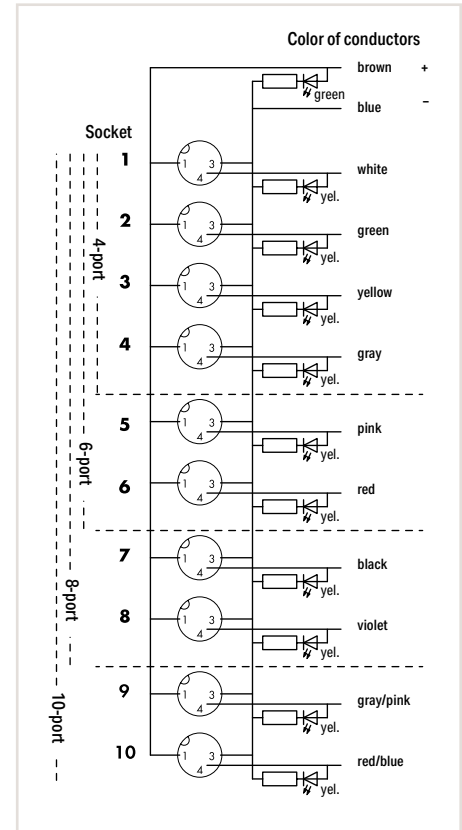 Color of conductors
brown +
green
blue −
Socket
1 1 3 4 white
yel.
2 1 3 4 green
yel.
3 1 3 4 yellow
yel.
4 1 3 4 gray
yel.
4-port
5 1 3 4 pink
yel.
6 1 3 4 red
yel.
6-port
7 1 3 4 black
yel.
8 1 3 4 violet
yel.
8-port
9 1 3 4 gray/pink
yel.
10 1 3 4 red/blue
yel.
10-port